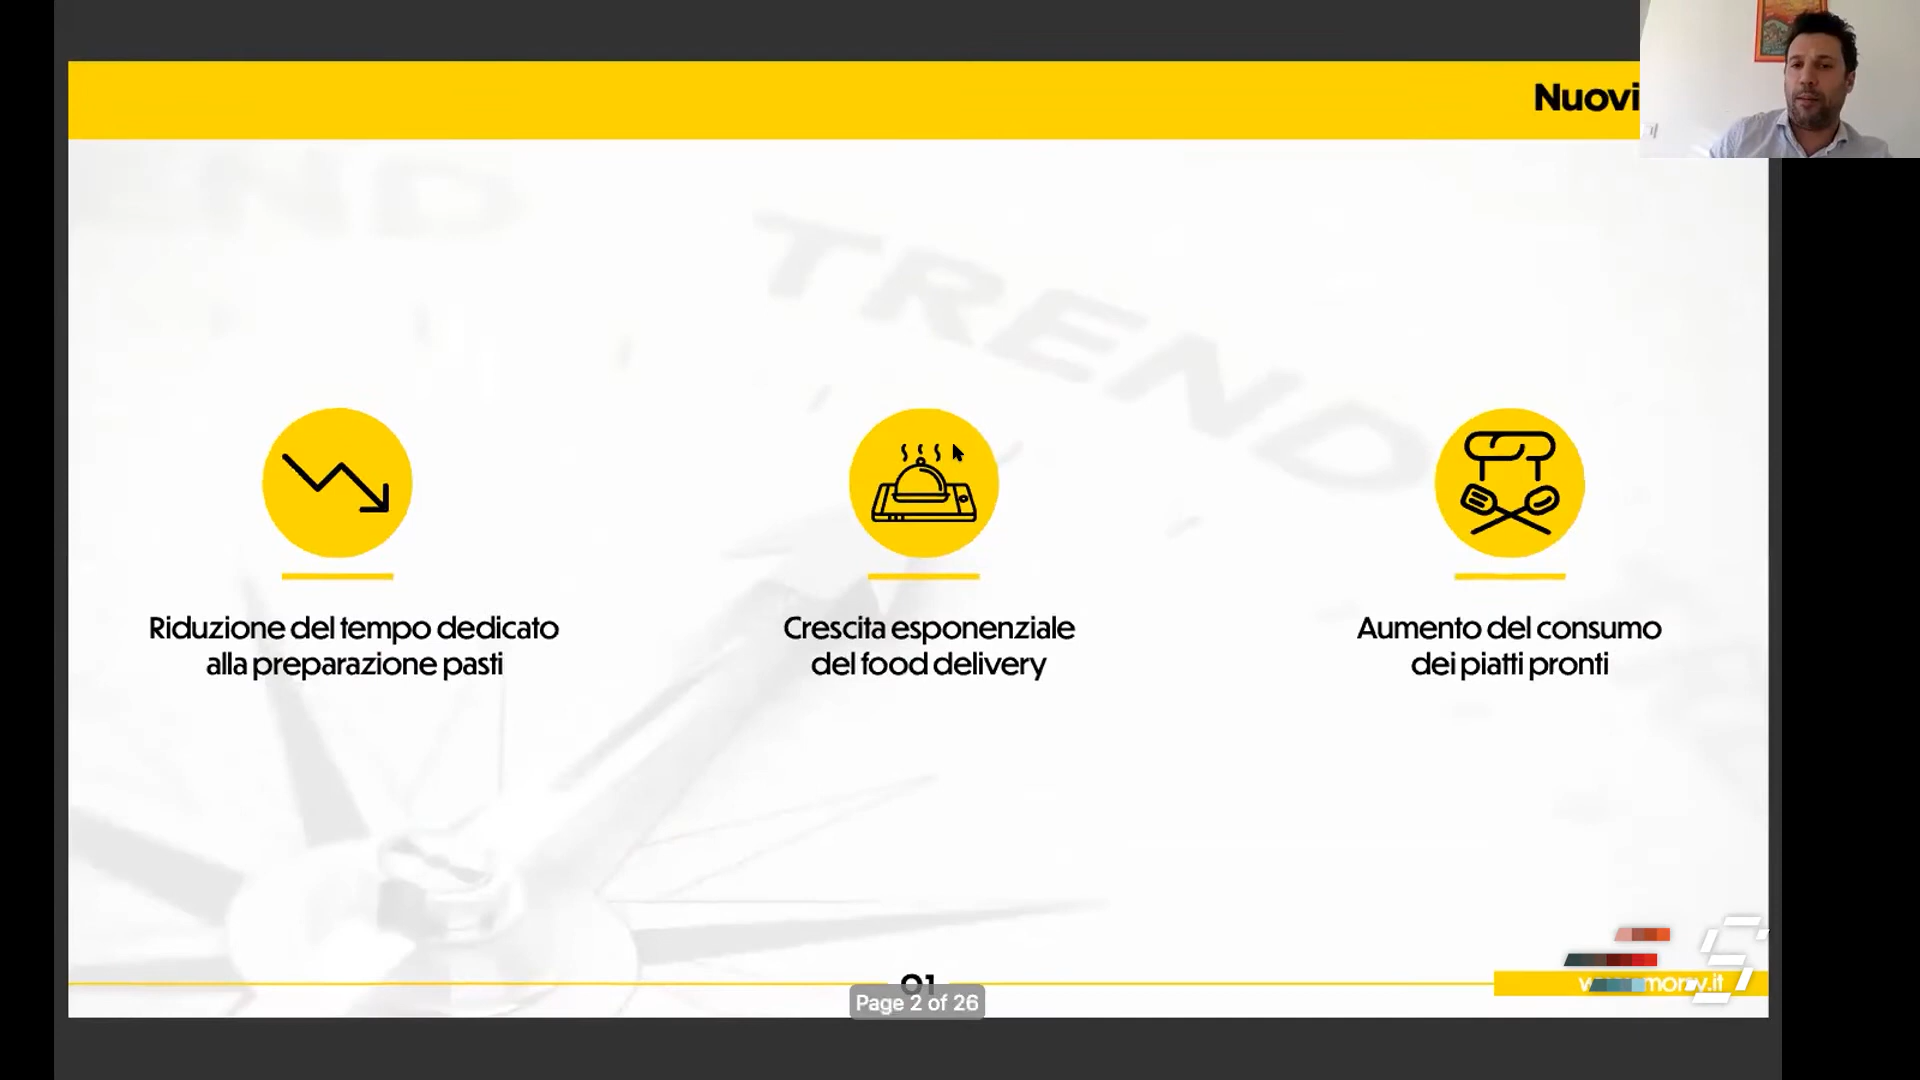 Nuovi
TREND
Riduzione del tempo dedicato
alla preparazione pasti
Crescita esponenziale
del food delivery
Aumento del consumo
dei piatti pronti
01
Page 2 of 26